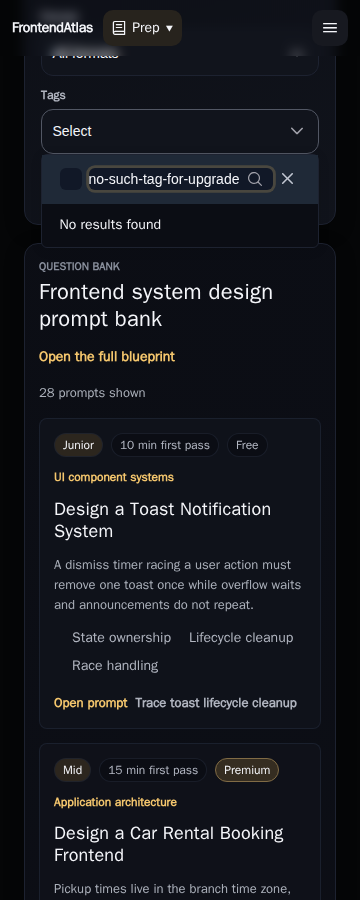 FrontendAtlas
Prep
All formats
Tags
Select
no-such-tag-for-upgrade
No results found
QUESTION BANK
Frontend system design
prompt bank
Open the full blueprint
28 prompts shown
Junior
10 min first pass
Free
UI component systems
Design a Toast Notification
System
A dismiss timer racing a user action must
remove one toast once while overflow waits
and announcements do not repeat.
State ownership
Lifecycle cleanup
Race handling
Open prompt
Trace toast lifecycle cleanup
Mid
15 min first pass
Premium
Application architecture
Design a Car Rental Booking
Frontend
Pickup times live in the branch time zone,